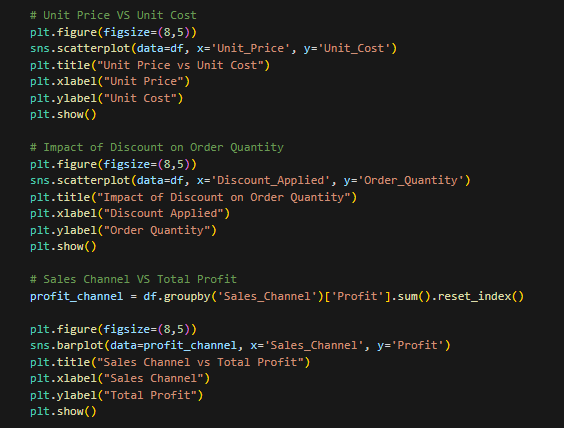 # Unit Price VS Unit Cost
plt.figure(figsize=(8,5))
sns.scatterplot(data=df, x='Unit_Price', y='Unit_Cost')
plt.title("Unit Price vs Unit Cost")
plt.xlabel("Unit Price")
plt.ylabel("Unit Cost")
plt.show()

# Impact of Discount on Order Quantity
plt.figure(figsize=(8,5))
sns.scatterplot(data=df, x='Discount_Applied', y='Order_Quantity')
plt.title("Impact of Discount on Order Quantity")
plt.xlabel("Discount Applied")
plt.ylabel("Order Quantity")
plt.show()

# Sales Channel VS Total Profit
profit_channel = df.groupby('Sales_Channel')['Profit'].sum().reset_index()

plt.figure(figsize=(8,5))
sns.barplot(data=profit_channel, x='Sales_Channel', y='Profit')
plt.title("Sales Channel vs Total Profit")
plt.xlabel("Sales Channel")
plt.ylabel("Total Profit")
plt.show()